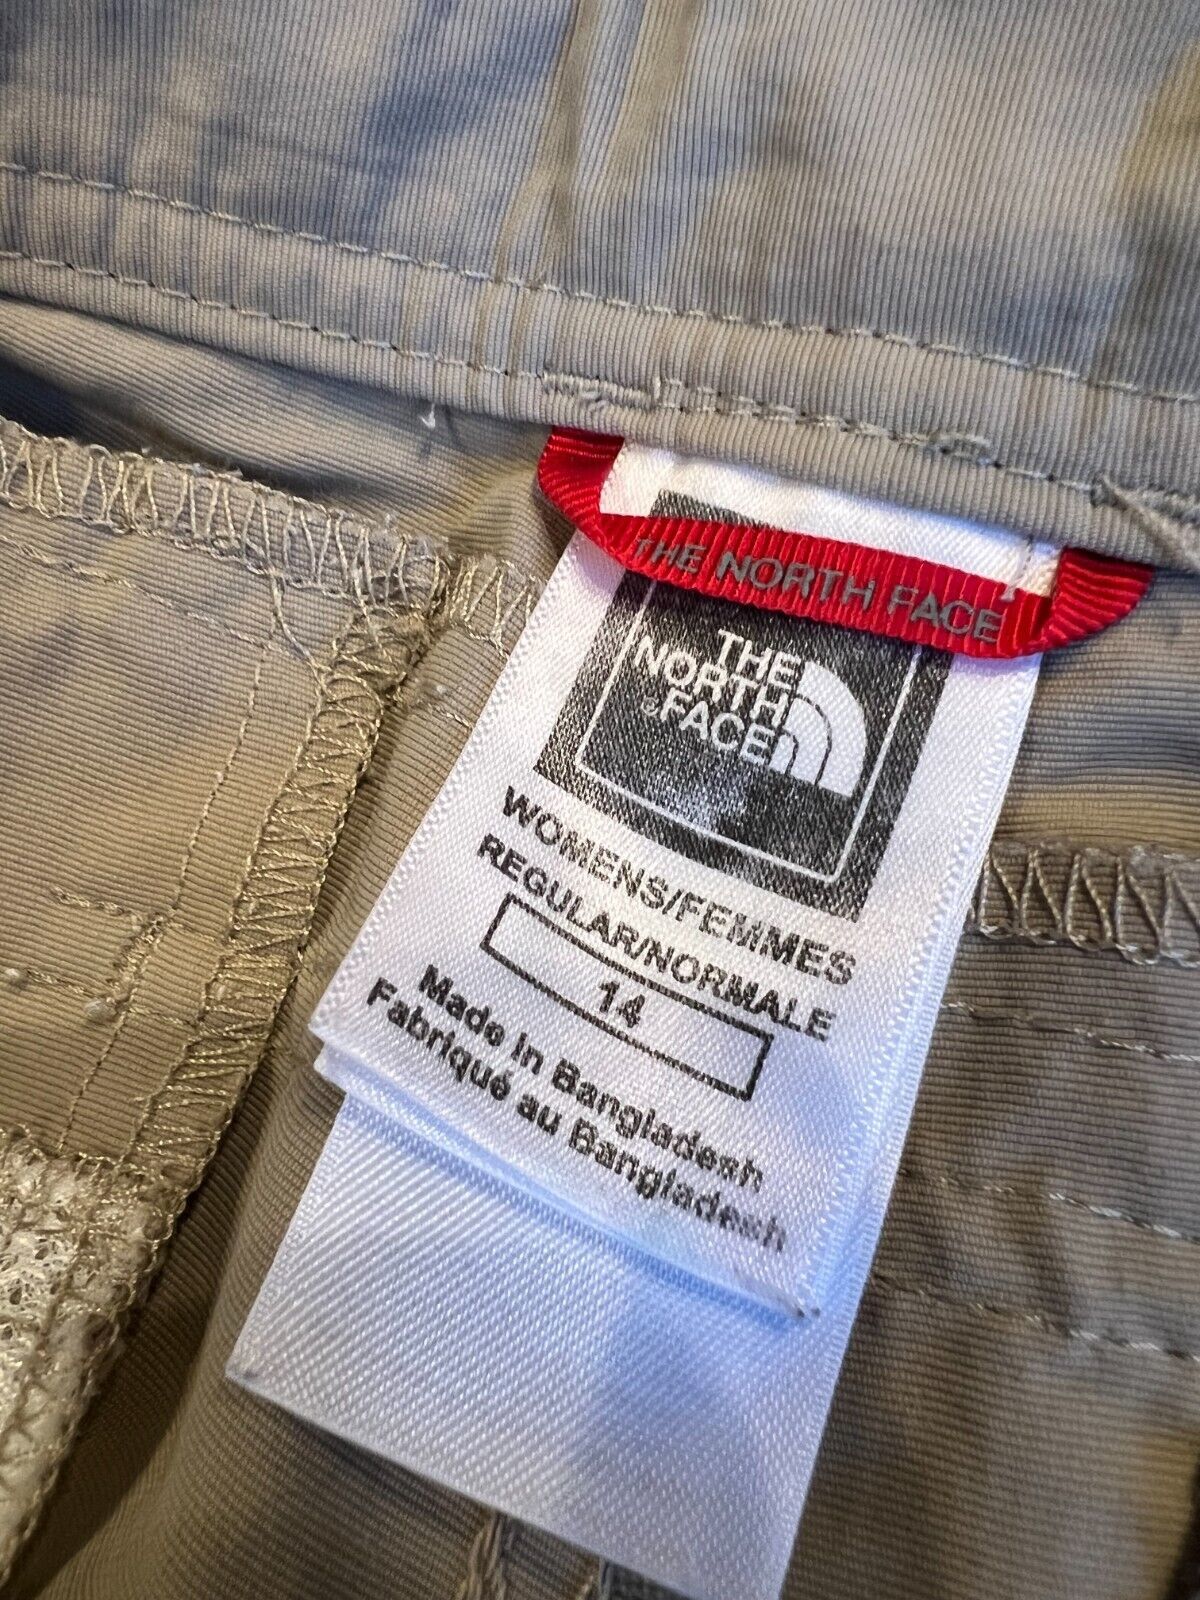 THE NORTH FACE
THE
NORTH
FACE
WOMENS/FEMMES
REGULAR/NORMALE
14
Made in Bangladesh
Fabriqué au Bangladesh